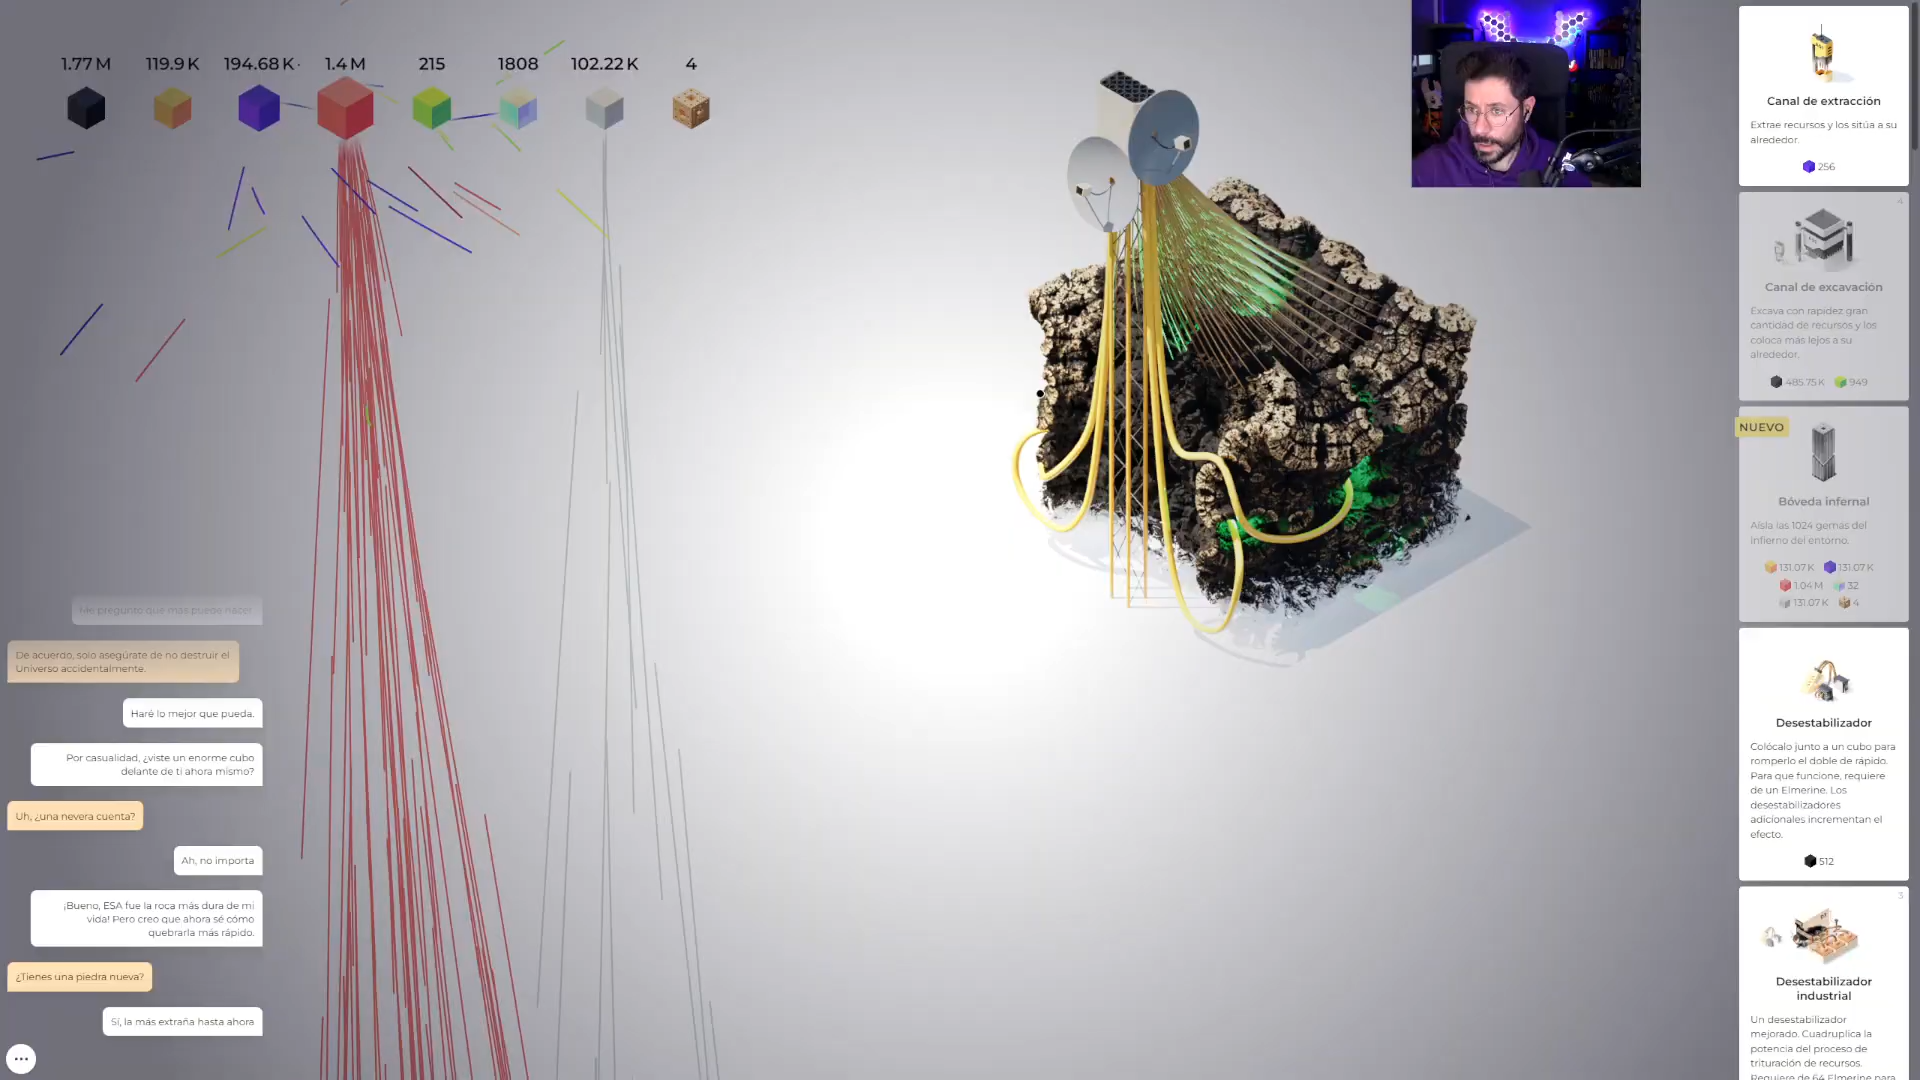 1.77 M
119.9 K
194.68 K
1.4 M
215
1808
102.22 K
4
Me pregunto que más puede hacer
De acuerdo, solo asegúrate de no destruir el
Universo accidentalmente.
Haré lo mejor que pueda.
Por casualidad, ¿viste un enorme cubo
delante de ti ahora mismo?
Uh, ¿una nevera cuenta?
Ah, no importa
¡Bueno, ESA fue la roca más dura de mi
vida! Pero creo que ahora sé cómo
quebrarla más rápido.
¿Tienes una piedra nueva?
Sí, la más extraña hasta ahora
Canal de extracción
Extrae recursos y los sitúa a su
alrededor.
256
4
Canal de excavación
Excava con rapidez gran
cantidad de recursos y los
coloca más lejos a su
alrededor.
485.75 K 949
NUEVO
Bóveda infernal
Aísla las 1024 gemas del
infierno del entorno.
131.07 K 131.07 K
1.04 M 32
131.07 K 4
Desestabilizador
Colócalo junto a un cubo para
romperlo el doble de rápido.
Para que funcione, requiere
de un Elmerine. Los
desestabilizadores
adicionales incrementan el
efecto.
512
3
Desestabilizador
industrial
Un desestabilizador
mejorado. Cuadruplica la
potencia del proceso de
trituración de recursos.
Requiere de 64 Elmerine para